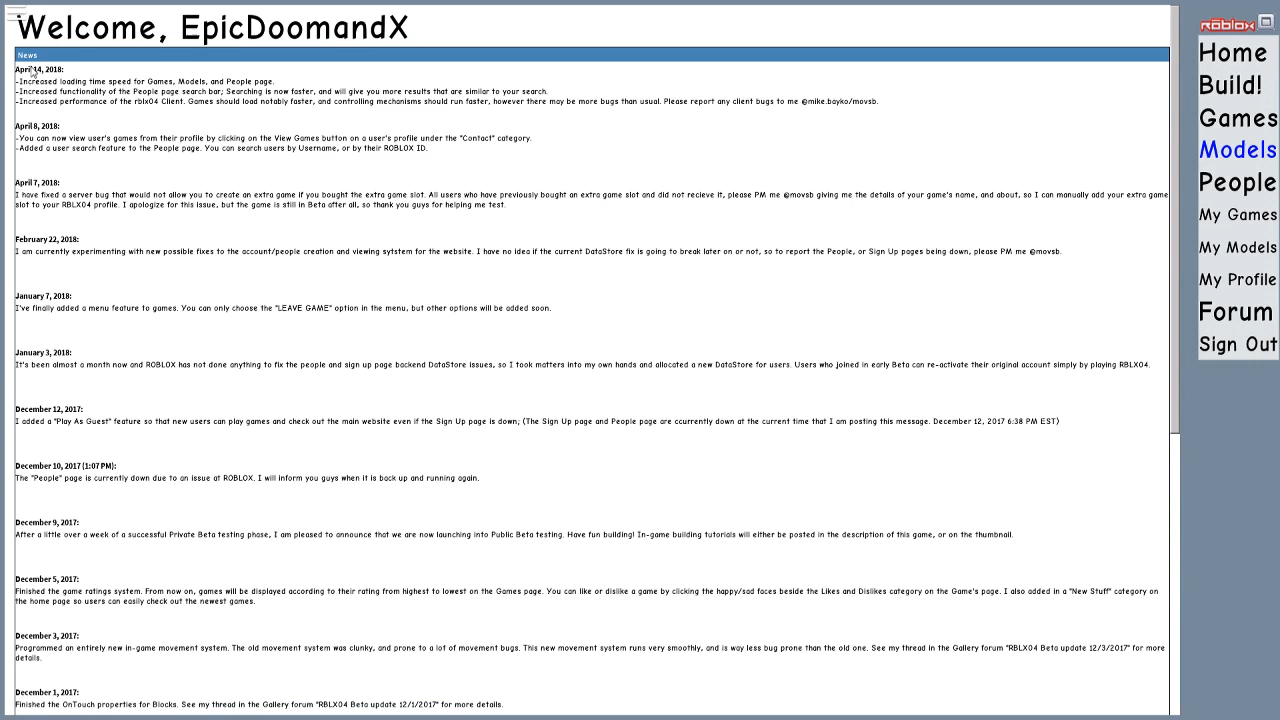 Welcome, EpicDoomandX
News
April 14, 2018:
-Increased loating time speed for Games, Models, and People page.
-Increased functionality of the People page search bar; Searching is now faster, and will give you more results that are similar to your search.
-Increased performance of the rblx04 Client. Games should load notably faster, and controlling mechanisms should run faster, however there may be more bugs than usual. Please report any client bugs to me @mike.bayko/movsb.
April 8, 2018:
-You can now view user's games from their profile by clicking on the View Games button on a user's profile under the "Contact" category.
-Added a user search feature to the People page. You can search users by Username, or by their ROBLOX ID.
April 7, 2018:
I have fixed a server bug that would not allow you to create an extra game if you bought the extra game slot. All users who have previously bought an extra game slot and did not recieve it, please PM me @movsb giving me the details of your game's name, and about, so I can manually add your extra game
slot to your RBLX04 profile. I apologize for this issue, but the game is still in Beta after all, so thank you guys for helping me test.
February 22, 2018:
I am currently experimenting with new possible fixes to the account/people creation and viewing sytstem for the website. I have no idea if the current DataStore fix is going to break later on or not, so to report the People, or Sign Up pages being down, please PM me @movsb.
January 7, 2018:
I've finally added a menu feature to games. You can only choose the "LEAVE GAME" option in the menu, but other options will be added soon.
January 3, 2018:
It's been almost a month now and ROBLOX has not done anything to fix the people and sign up page backend DataStore issues, so I took matters into my own hands and allocated a new DataStore for users. Users who joined in early Beta can re-activate their original account simply by playing RBLX04.
December 12, 2017:
I added a "Play As Guest" feature so that new users can play games and check out the main website even if the Sign Up page is down; (The Sign Up page and People page are ccurrently down at the current time that I am posting this message. December 12, 2017 6:38 PM EST)
December 10, 2017 (1:07 PM):
The "People" page is currently down due to an issue at ROBLOX. I will inform you guys when it is back up and running again.
December 9, 2017:
After a little over a week of a successful Private Beta testing phase, I am pleased to announce that we are now launching into Public Beta testing. Have fun building! In-game building tutorials will either be posted in the description of this game, or on the thumbnail.
December 5, 2017:
Finished the game ratings system. From now on, games will be displayed according to their rating from highest to lowest on the Games page. You can like or dislike a game by clicking the happy/sad faces beside the Likes and Dislikes category on the Game's page. I also added in a "New Stuff" category on
the home page so users can easily check out the newest games.
December 3, 2017:
Programmed an entirely new in-game movement system. The old movement system was clunky, and prone to a lot of movement bugs. This new movement system runs very smoothly, and is way less bug prone than the old one. See my thread in the Gallery forum "RBLX04 Beta update 12/3/2017" for more
details.
December 1, 2017:
Finished the OnTouch properties for Blocks. See my thread in the Gallery forum "RBLX04 Beta update 12/1/2017" for more details.
ROBLOX
Home
Build!
Games
Models
People
My Games
My Models
My Profile
Forum
Sign Out